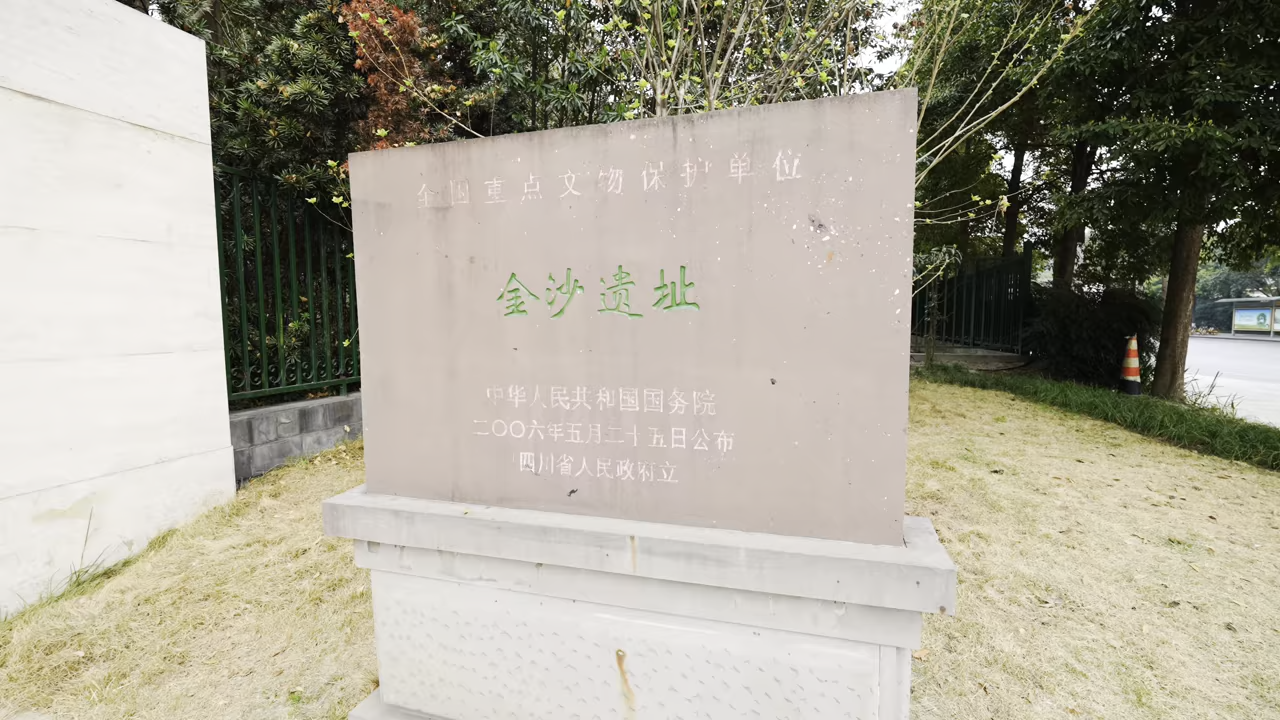 全国重点文物保护单位
金沙遗址
中华人民共和国国务院
二〇〇六年五月二十五日公布
四川省人民政府立